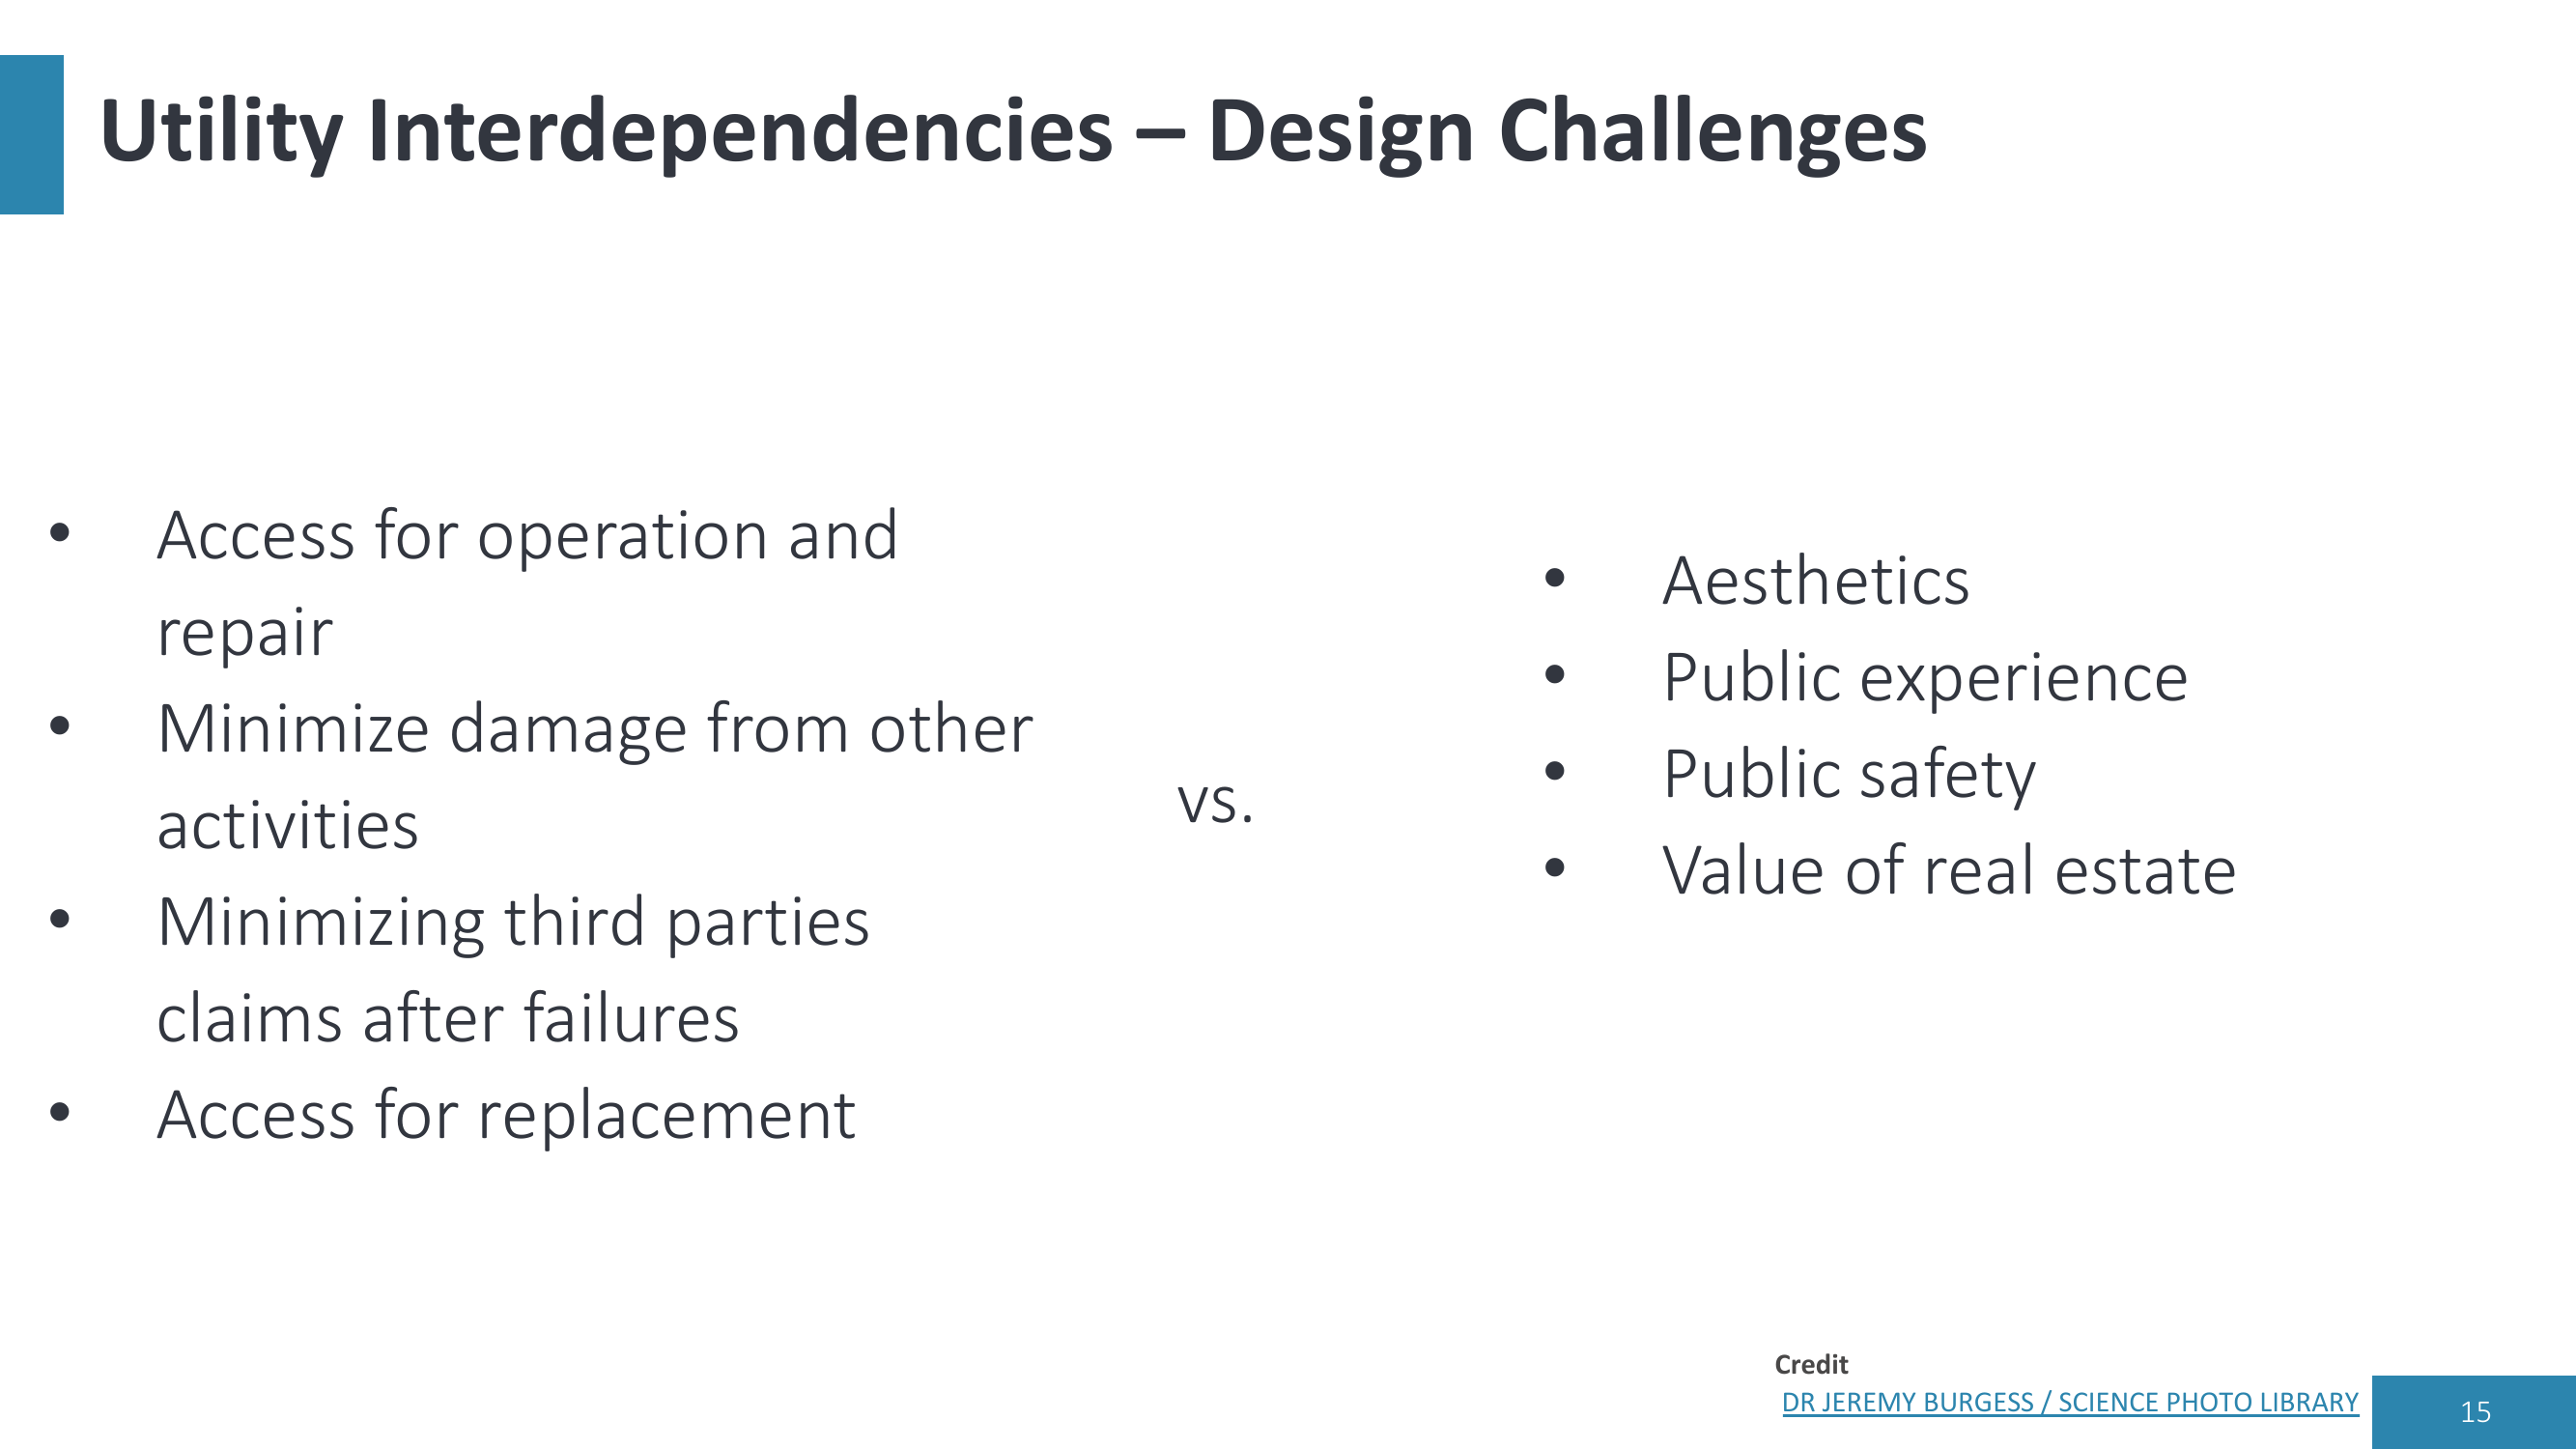 Utility Interdependencies – Design Challenges
• Access for operation and
repair
• Minimize damage from other
activities
• Minimizing third parties
claims after failures
• Access for replacement
vs.
• Aesthetics
• Public experience
• Public safety
• Value of real estate
Credit
DR JEREMY BURGESS / SCIENCE PHOTO LIBRARY
15